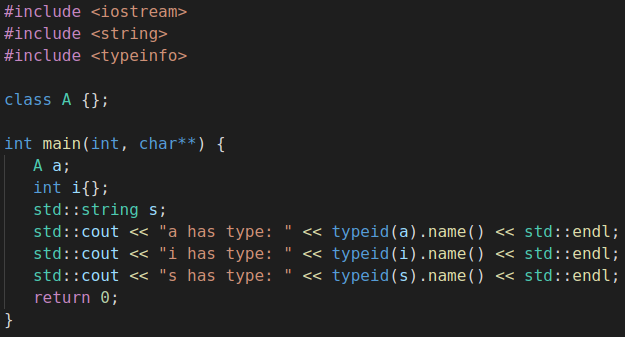 #include <iostream>
#include <string>
#include <typeinfo>

class A {};

int main(int, char**) {
   A a;
   int i{};
   std::string s;
   std::cout << "a has type: " << typeid(a).name() << std::endl;
   std::cout << "i has type: " << typeid(i).name() << std::endl;
   std::cout << "s has type: " << typeid(s).name() << std::endl;
   return 0;
}